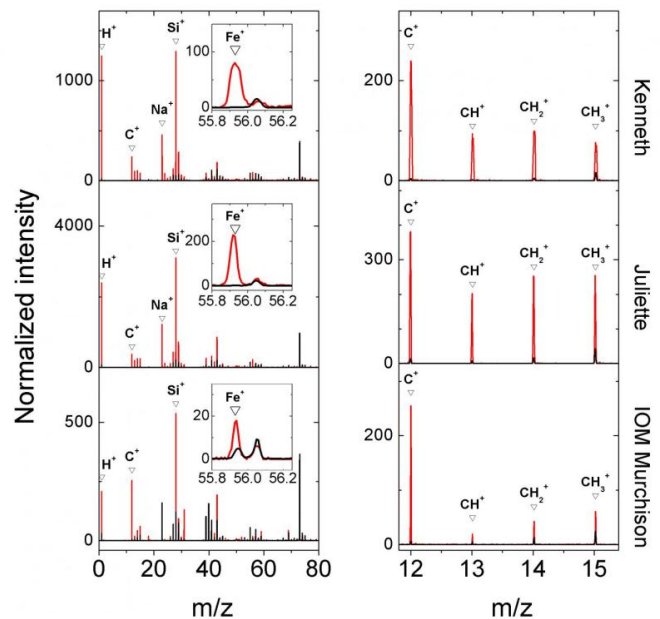 Normalized intensity
H⁺
C⁺
Na⁺
Si⁺
Fe⁺
100
50
0
55.8 56.0 56.2
1000
0
C⁺
CH⁺
CH₂⁺
CH₃⁺
200
0
Kenneth
H⁺
C⁺
Na⁺
Si⁺
Fe⁺
200
0
55.8 56.0 56.2
4000
0
C⁺
CH⁺
CH₂⁺
CH₃⁺
300
0
Juliette
H⁺
C⁺
Si⁺
Fe⁺
20
0
55.8 56.0 56.2
500
0
C⁺
CH⁺
CH₂⁺
CH₃⁺
200
0
IOM Murchison
0 20 40 60 80
12 13 14 15
m/z
m/z